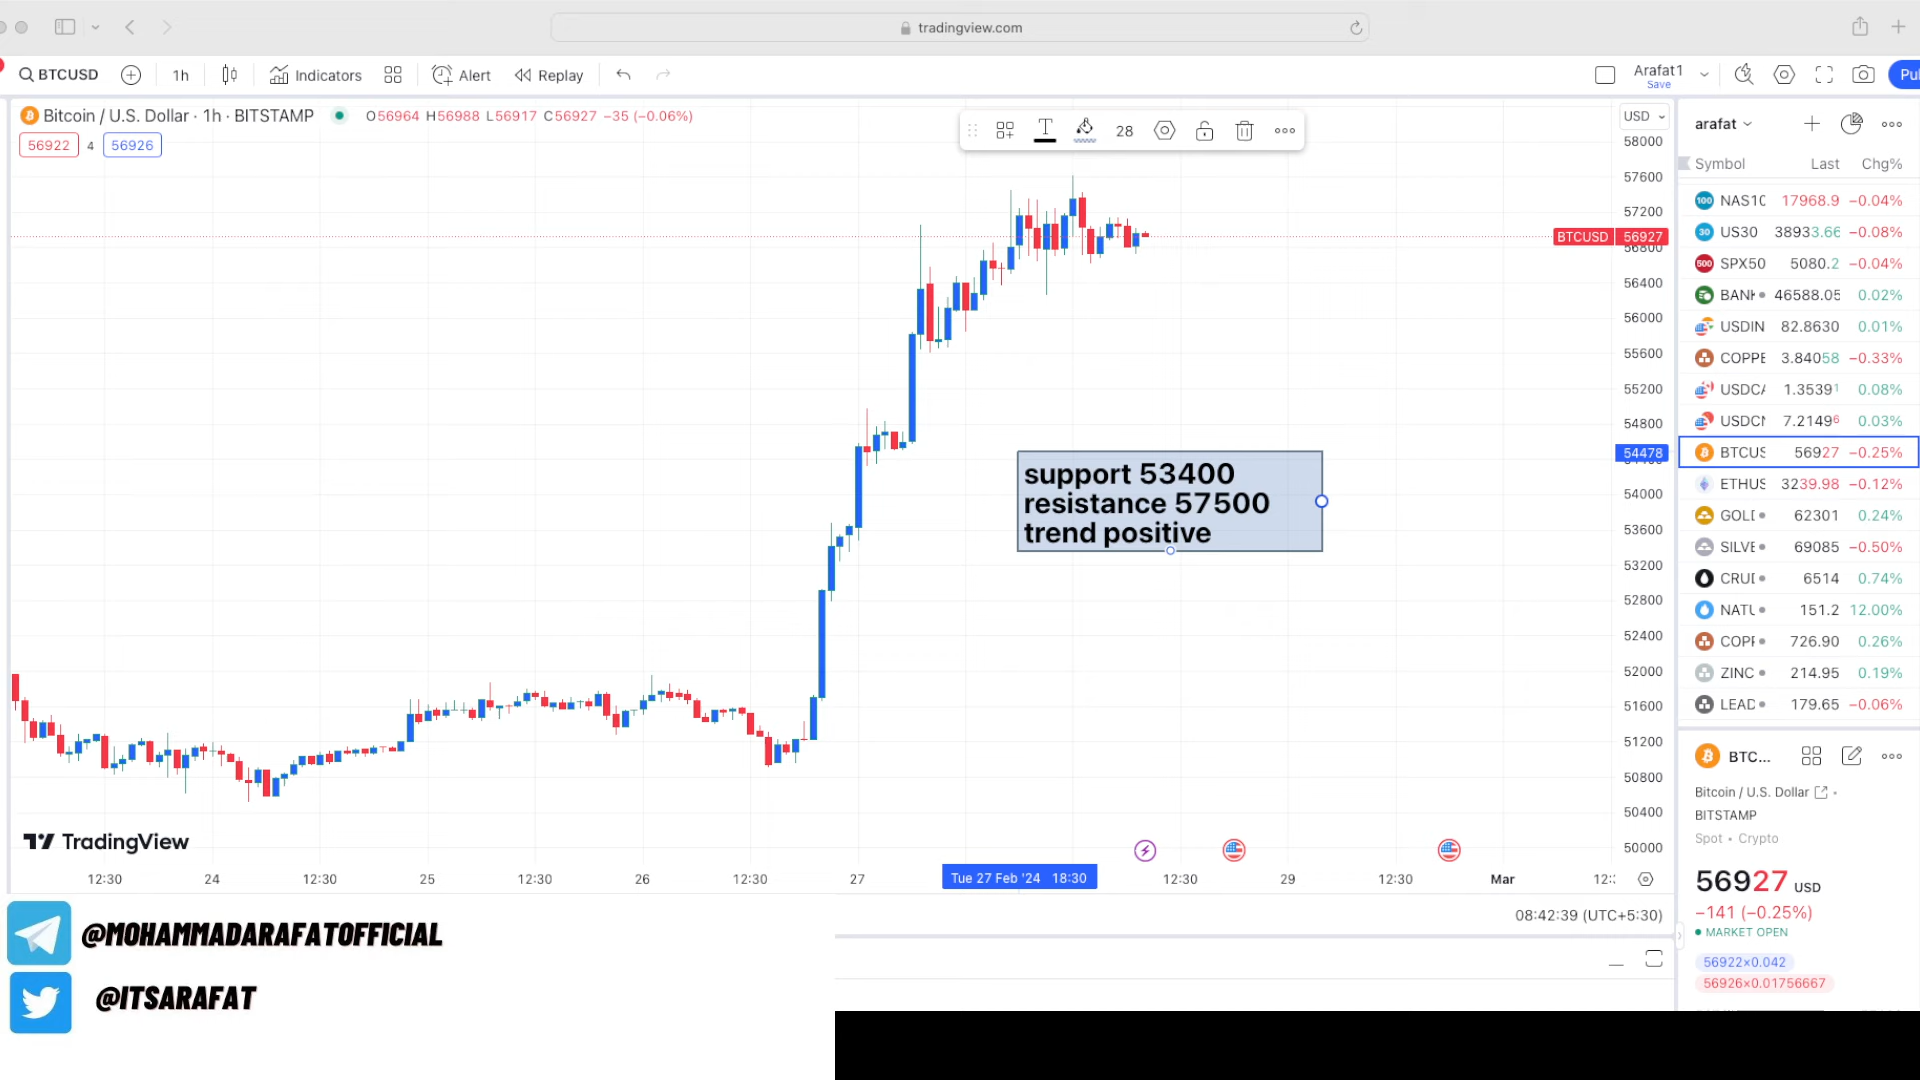 tradingview.com
BTCUSD
1h
Indicators
Alert
Replay
Arafat1
Save
Bitcoin / U.S. Dollar · 1h · BITSTAMP
O56964 H56988 L56917 C56927 −35 (−0.06%)
56922 4 56926
28
USD
58000
57600
57200
BTCUSD 56927
56400
56000
55600
55200
54800
54478
54000
53600
53200
52800
52400
52000
51600
51200
50800
50400
50000
support 53400
resistance 57500
trend positive
TradingView
12:30 24 12:30 25 12:30 26 12:30 27 Tue 27 Feb '24 18:30 12:30 29 12:30 Mar
08:42:39 (UTC+5:30)
arafat
Symbol Last Chg%
17968.9 −0.04%
US30 38933.66 −0.08%
SPX50 5080.2 −0.04%
46588.05 0.02%
USDIN 82.8630 0.01%
COPPE 3.84058 −0.33%
1.35391 0.08%
7.21496 0.03%
BTCUS 56927 −0.25%
ETHUS 3239.98 −0.12%
62301 0.24%
69085 −0.50%
6514 0.74%
151.2 12.00%
726.90 0.26%
ZINC 214.95 0.19%
LEAD 179.65 −0.06%
BTC...
Bitcoin / U.S. Dollar
BITSTAMP
Spot • Crypto
56927 USD
−141 (−0.25%)
MARKET OPEN
56922×0.042
56926×0.01756667
@MOHAMMADARAFATOFFICIAL
@ITSARAFAT